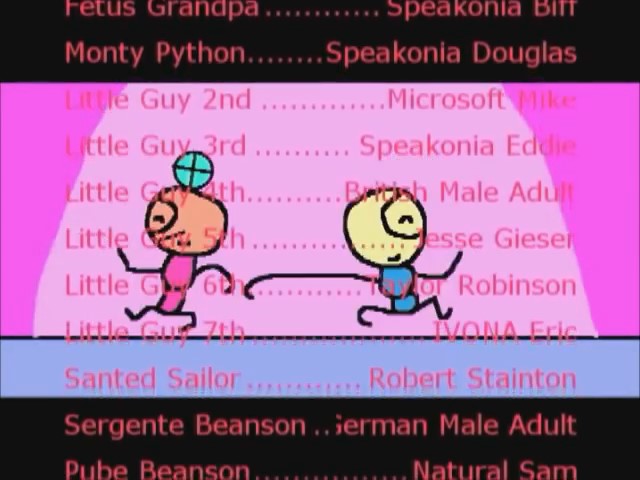 Fetus Grandpa............ Speakonia Biff
Monty Python........Speakonia Douglas
Little Guy 2nd .............Microsoft Mike
Little Guy 3rd .......... Speakonia Eddie
Little Guy 4th..........British Male Adult
Little Guy 5th ................Jesse Gieser
Little Guy 6th............Taylor Robinson
Little Guy 7th.................. IVONA Eric
Santed Sailor............ Robert Stainton
Sergente Beanson ..German Male Adult
Pube Beanson................ Natural Sam